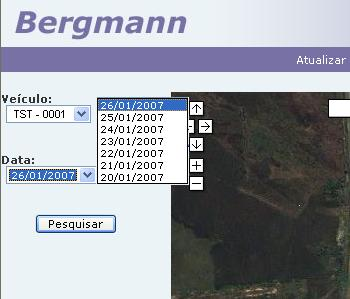 Bergmann
Atualizar
Veículo:
TST - 0001
26/01/2007
25/01/2007
24/01/2007
23/01/2007
22/01/2007
21/01/2007
20/01/2007
Data:
26/01/2007
Pesquisar